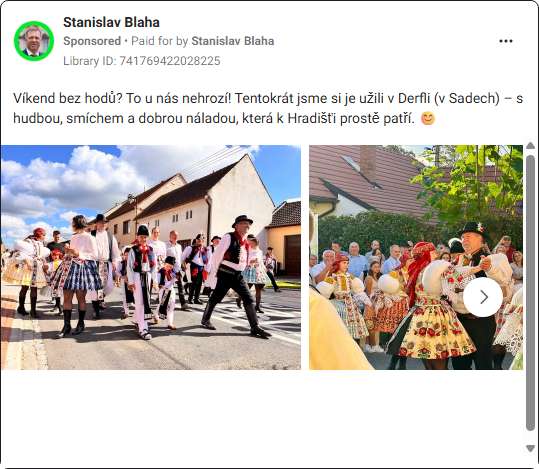 Stanislav Blaha
Sponsored • Paid for by Stanislav Blaha
Library ID: 741769422028225
Víkend bez hodů? To u nás nehrozí! Tentokrát jsme si je užili v Derfli (v Sadech) – s
hudbou, smíchem a dobrou náladou, která k Hradišťi prostě patří. 😊